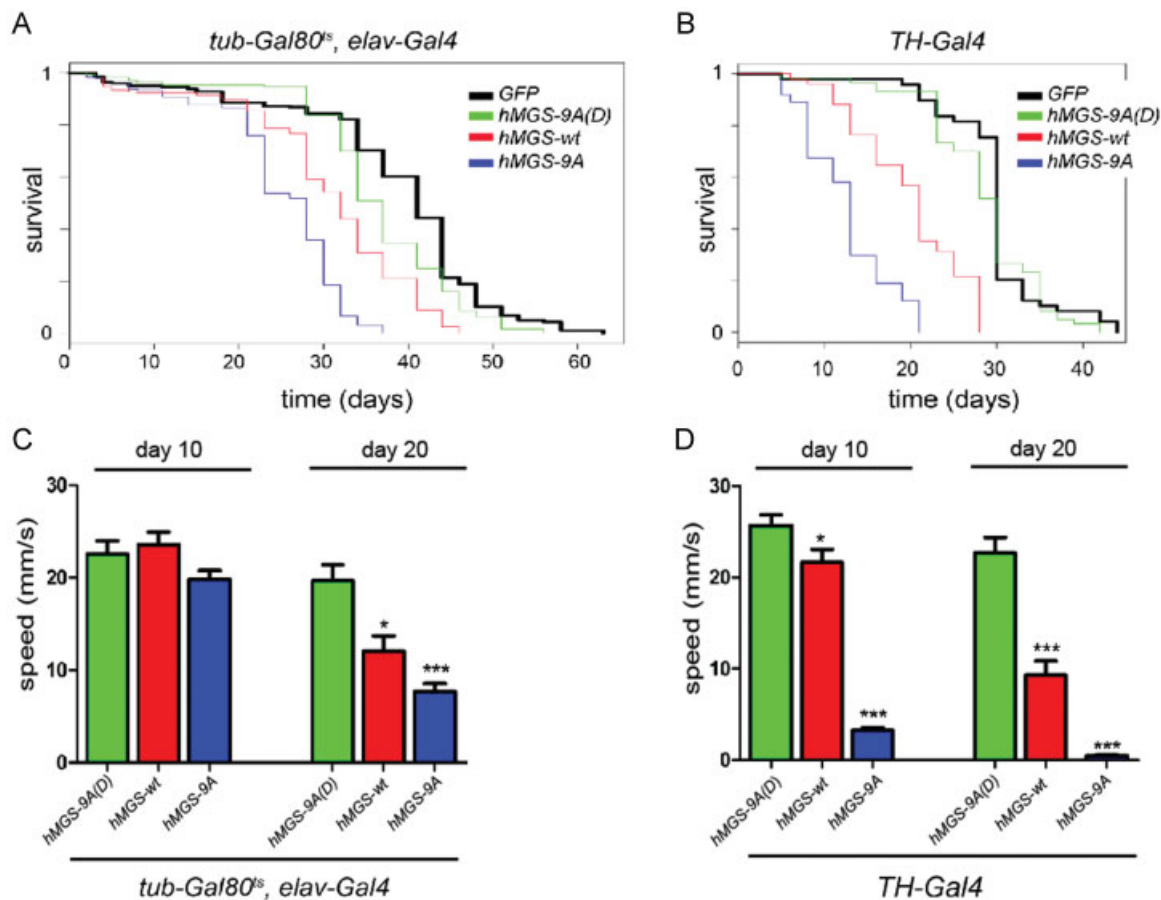 A
tub-Gal80ts, elav-Gal4
1
survival
0
GFP
hMGS-9A(D)
hMGS-wt
hMGS-9A
0 10 20 30 40 50 60
time (days)
B
TH-Gal4
1
survival
0
GFP
hMGS-9A(D)
hMGS-wt
hMGS-9A
0 10 20 30 40
time (days)
C
day 10 day 20
30
20
10
0
speed (mm/s)
*
***
hMGS-9A(D) hMGS-wt hMGS-9A hMGS-9A(D) hMGS-wt hMGS-9A
tub-Gal80ts, elav-Gal4
D
day 10 day 20
30
20
10
0
speed (mm/s)
*
***
***
***
hMGS-9A(D) hMGS-wt hMGS-9A hMGS-9A(D) hMGS-wt hMGS-9A
TH-Gal4